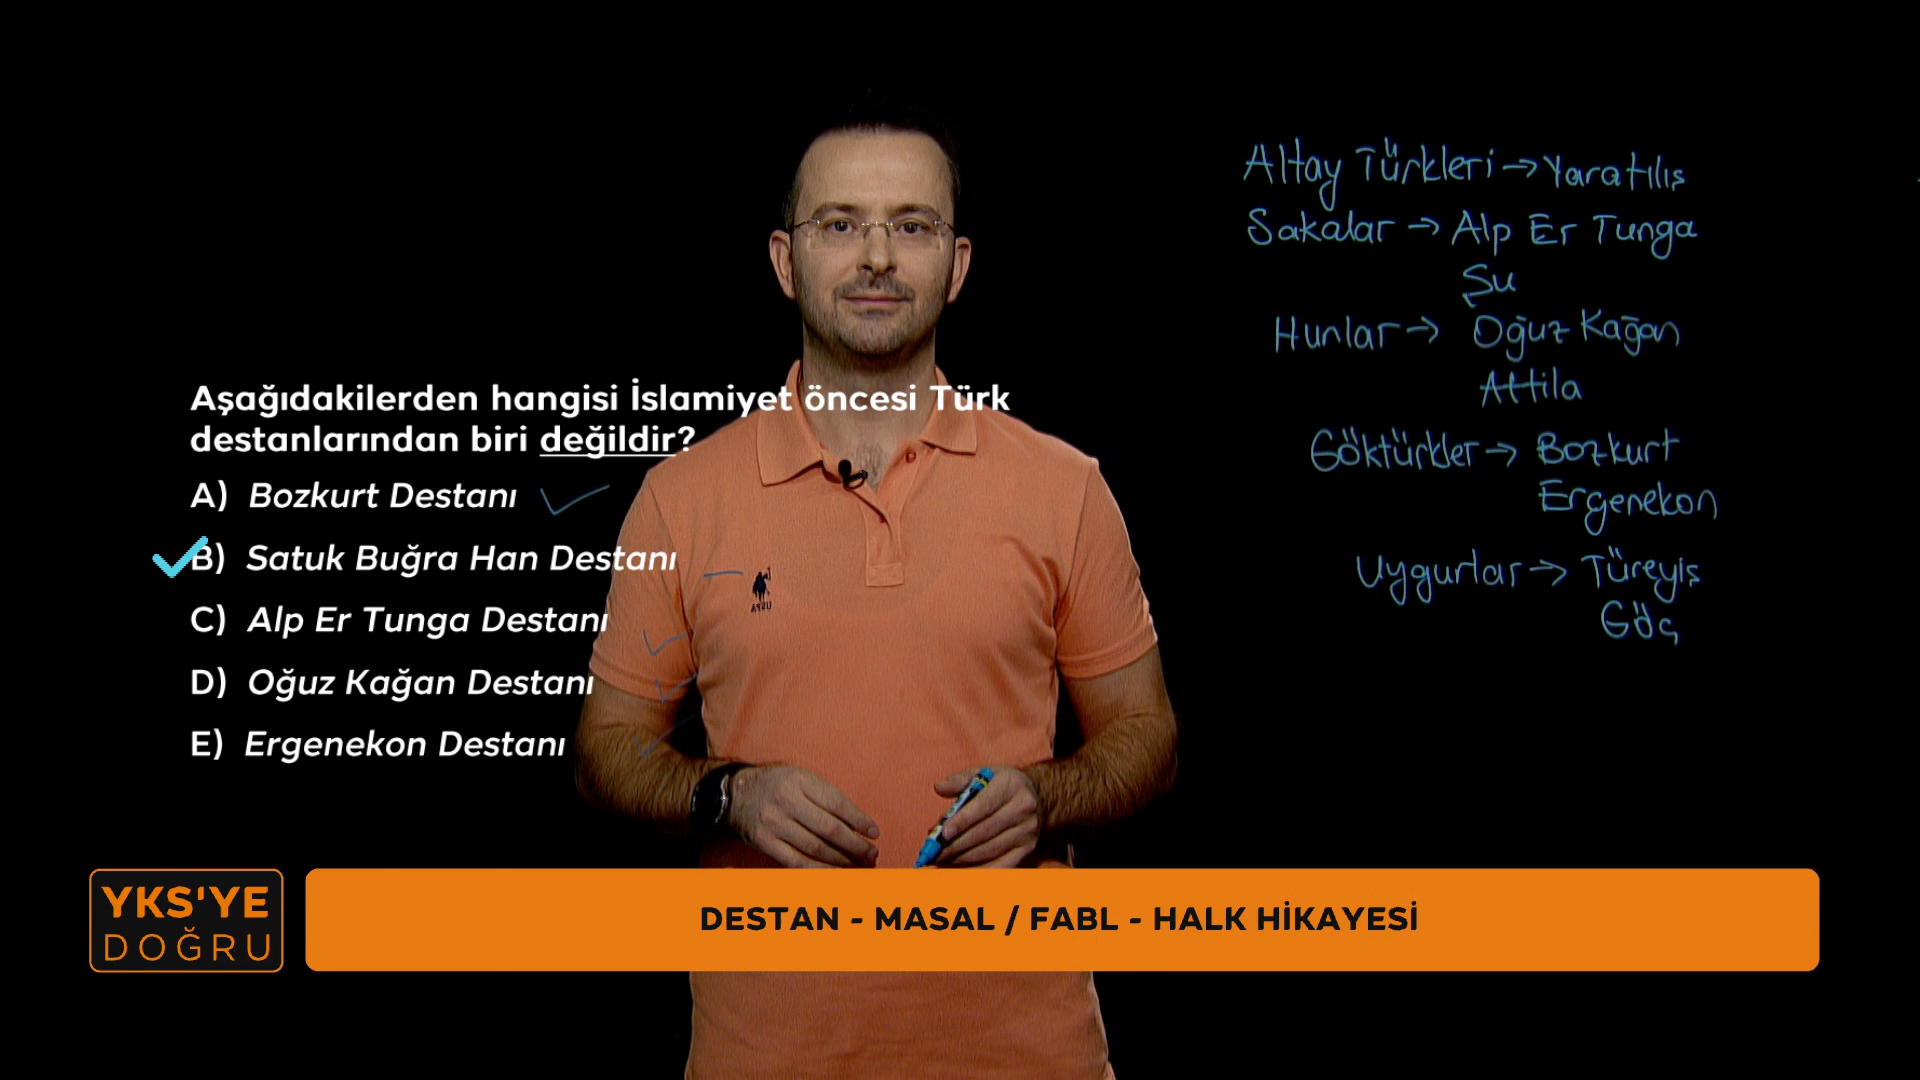 Aşağıdakilerden hangisi İslamiyet öncesi Türk
destanlarından biri değildir?
A) Bozkurt Destanı
B) Satuk Buğra Han Destanı
C) Alp Er Tunga Destanı
D) Oğuz Kağan Destanı
E) Ergenekon Destanı
Altay Türkleri → Yaratılış
Sakalar → Alp Er Tunga
Şu
Hunlar → Oğuz Kağan
Attila
Göktürkler → Bozkurt
Ergenekon
Uygurlar → Türeyiş
Göç
YKS'YE
DOĞRU
DESTAN - MASAL / FABL - HALK HİKAYESİ